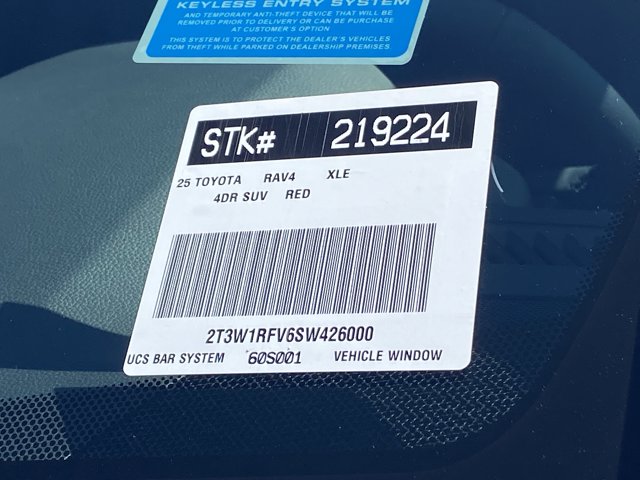 KEYLESS ENTRY SYSTEM
AND TEMPORARY ANTI-THEFT DEVICE THAT WILL BE
REMOVED PRIOR TO DELIVERY OR CAN BE PURCHASE
AT CUSTOMER'S OPTION
THIS SYSTEM IS TO PROTECT THE DEALER'S VEHICLES
FROM THEFT WHILE PARKED ON DEALERSHIP PREMISES
STK# 219224
25 TOYOTA RAV4 XLE
4DR SUV RED
2T3W1RFV6SW426000
UCS BAR SYSTEM 60S001 VEHICLE WINDOW